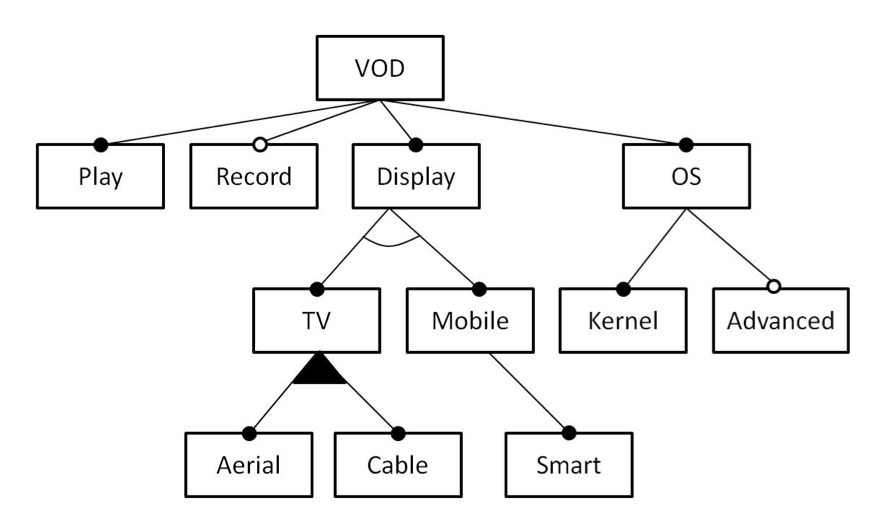 VOD
Play
Record
Display
OS
TV
Mobile
Kernel
Advanced
Aerial
Cable
Smart